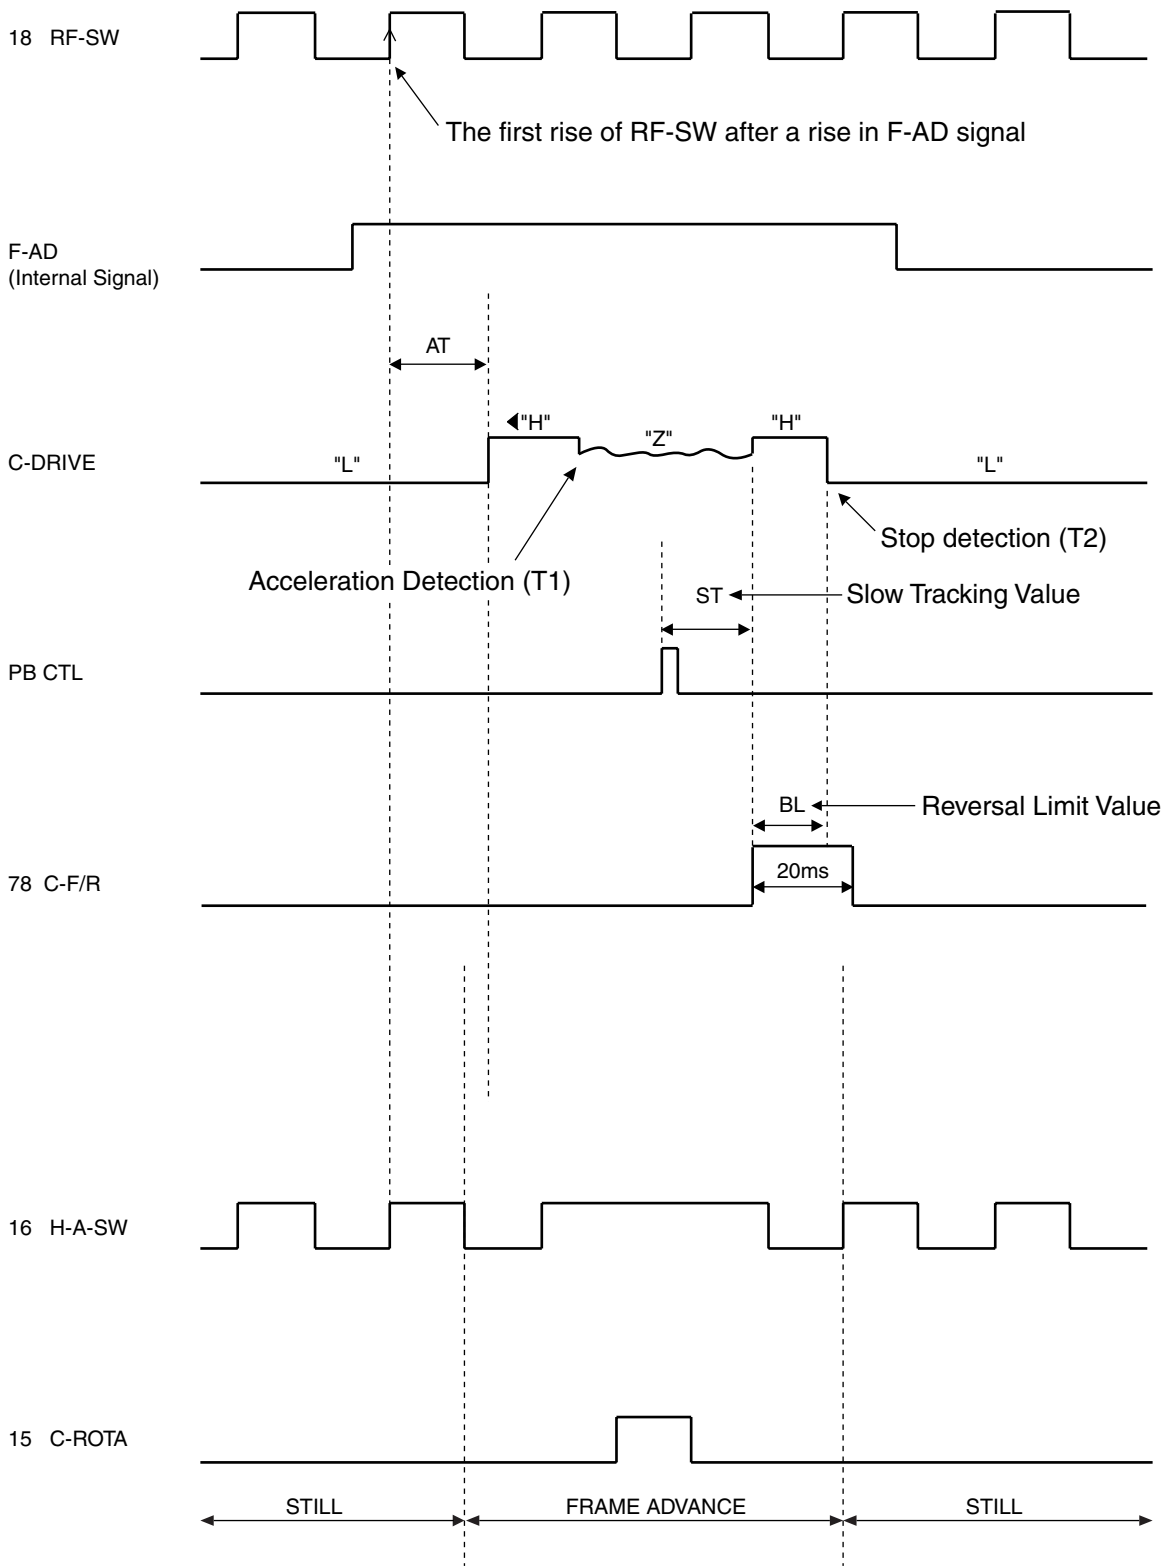 18 RF-SW
The first rise of RF-SW after a rise in F-AD signal
F-AD
(Internal Signal)
AT
"H"
"Z"
"H"
C-DRIVE
"L"
"L"
Stop detection (T2)
Acceleration Detection (T1)
ST
Slow Tracking Value
PB CTL
BL
Reversal Limit Value
78 C-F/R
20ms
16 H-A-SW
15 C-ROTA
STILL
FRAME ADVANCE
STILL